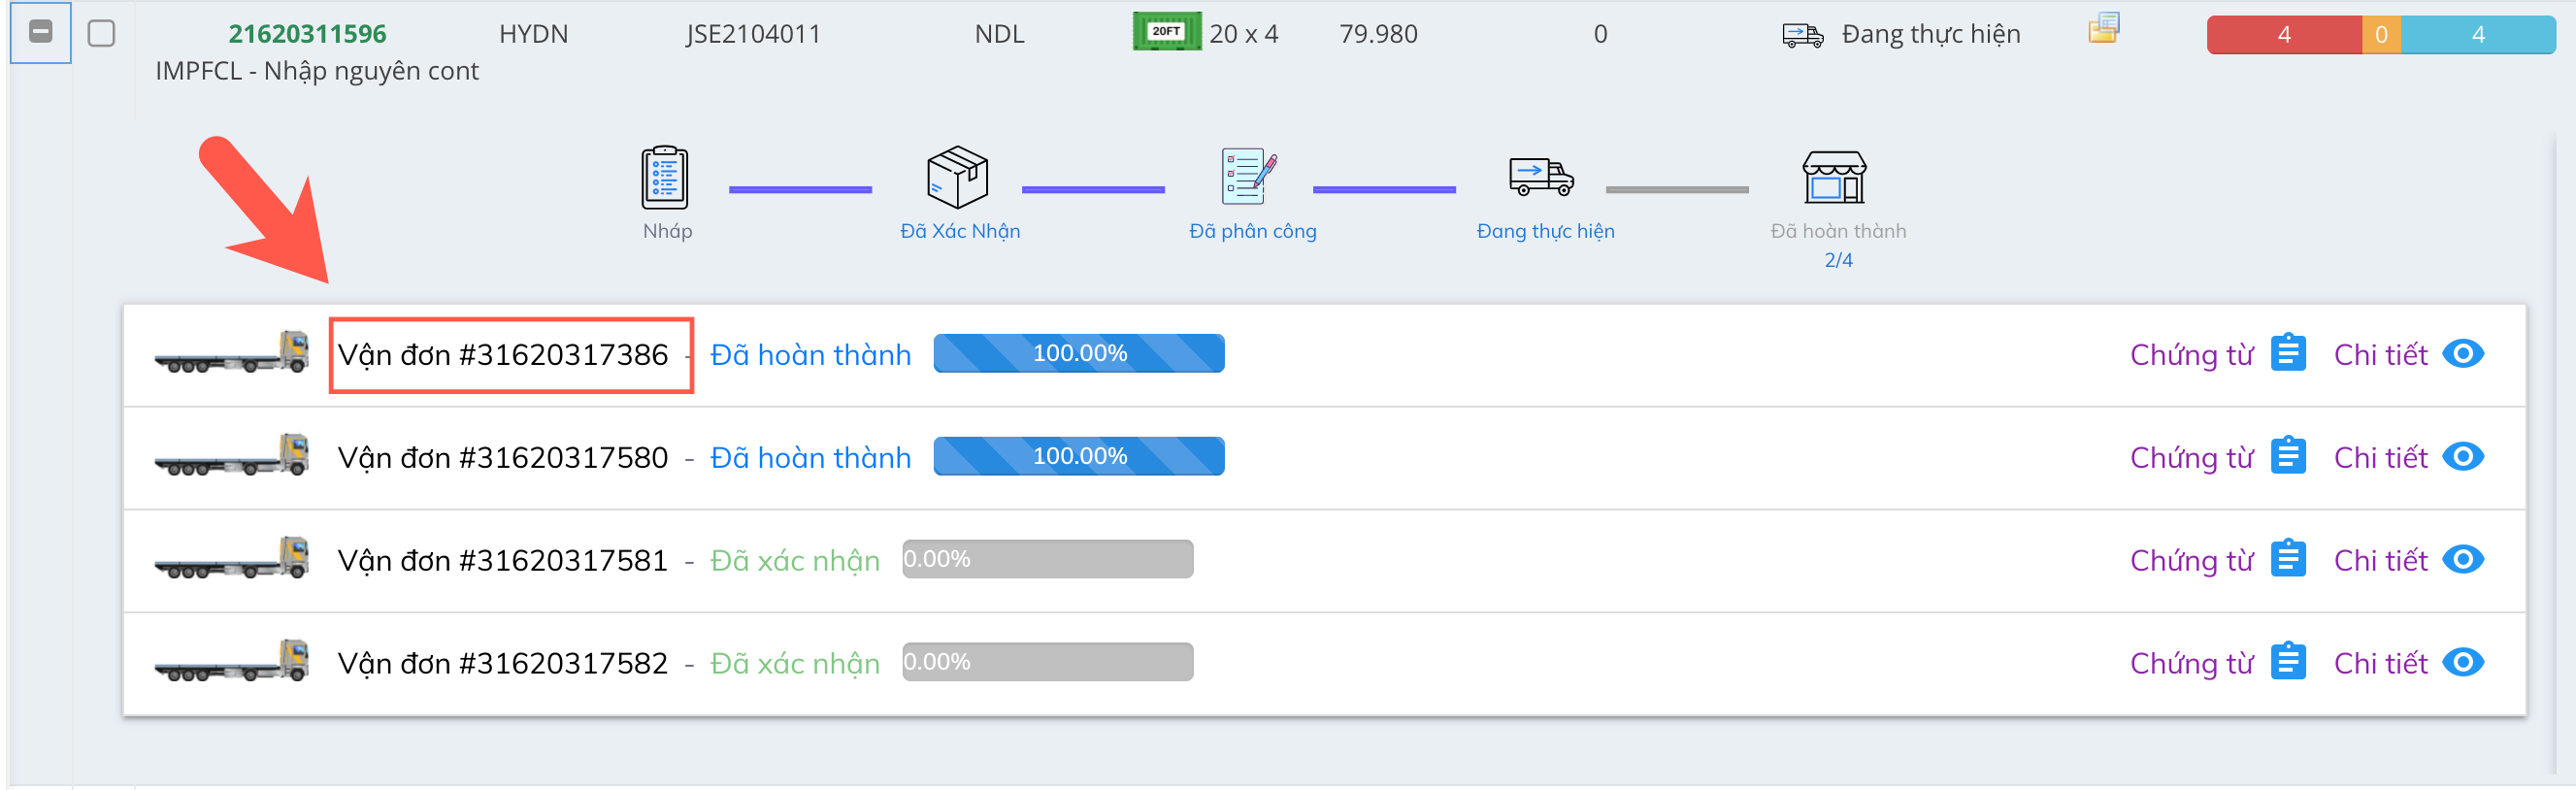 21620311596 HYDN JSE2104011 NDL 20FT 20 x 4 79.980 0 Đang thực hiện 4 0 4
IMPFCL - Nhập nguyên cont
Nháp Đã Xác Nhận Đã phân công Đang thực hiện Đã hoàn thành
2/4
Vận đơn #31620317386 - Đã hoàn thành 100.00% Chứng từ Chi tiết
Vận đơn #31620317580 - Đã hoàn thành 100.00% Chứng từ Chi tiết
Vận đơn #31620317581 - Đã xác nhận 0.00% Chứng từ Chi tiết
Vận đơn #31620317582 - Đã xác nhận 0.00% Chứng từ Chi tiết